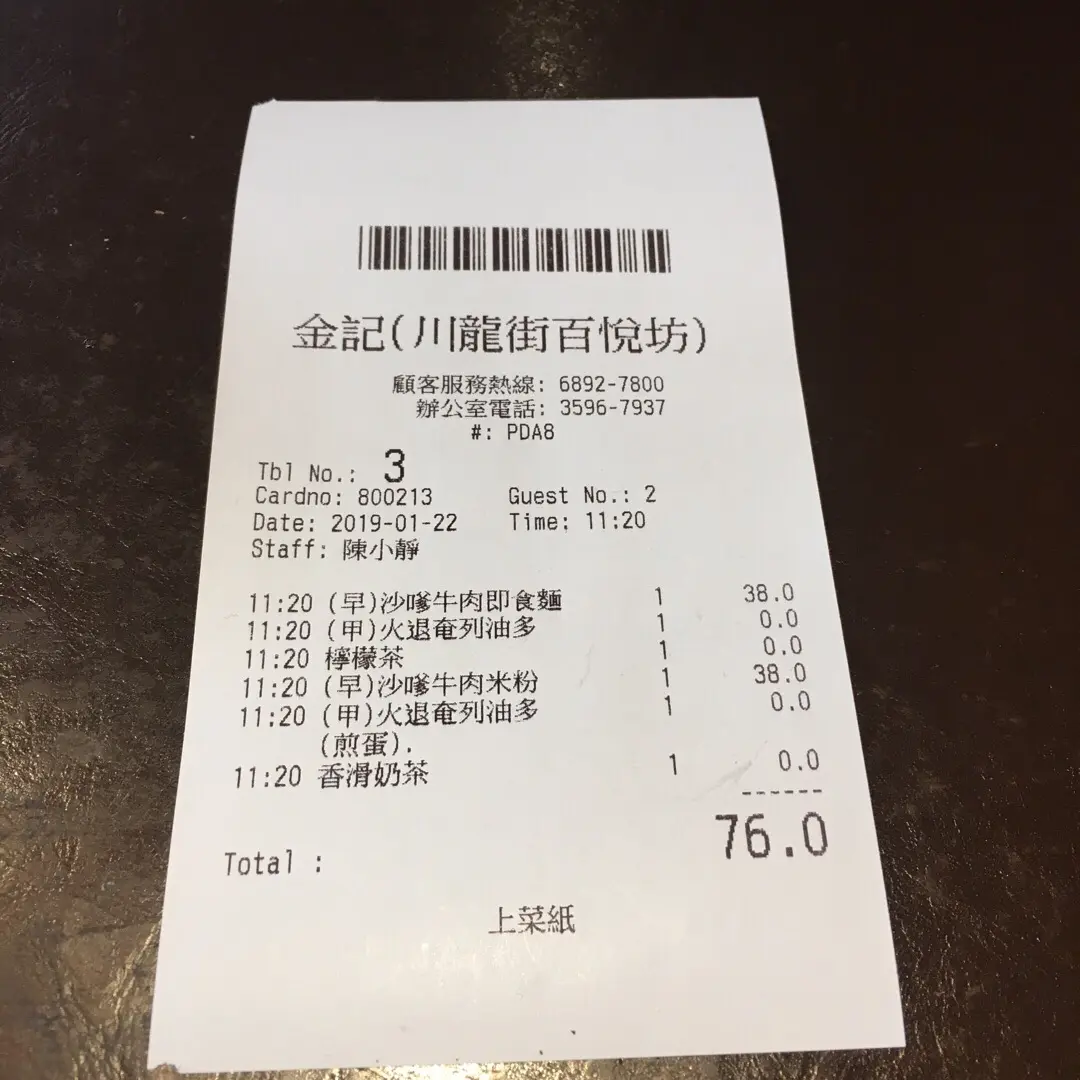 金記(川龍街百悅坊)
顧客服務熱線: 6892-7800
辦公室電話: 3596-7937
#: PDA8
Tbl No.: 3
Cardno: 800213 Guest No.: 2
Date: 2019-01-22 Time: 11:20
Staff: 陳小靜
11:20 (早)沙嗲牛肉即食麵 1 38.0
11:20 (甲)火退奄列油多 1 0.0
11:20 檸檬茶 1 0.0
11:20 (早)沙嗲牛肉米粉 1 38.0
11:20 (甲)火退奄列油多 1 0.0
(煎蛋).
11:20 香滑奶茶 1 0.0
------
76.0
Total :
上菜紙